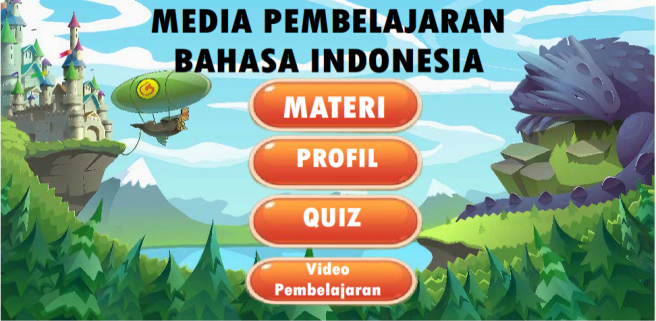 MEDIA PEMBELAJARAN
BAHASA INDONESIA
MATERI
PROFIL
QUIZ
Video
Pembelajaran